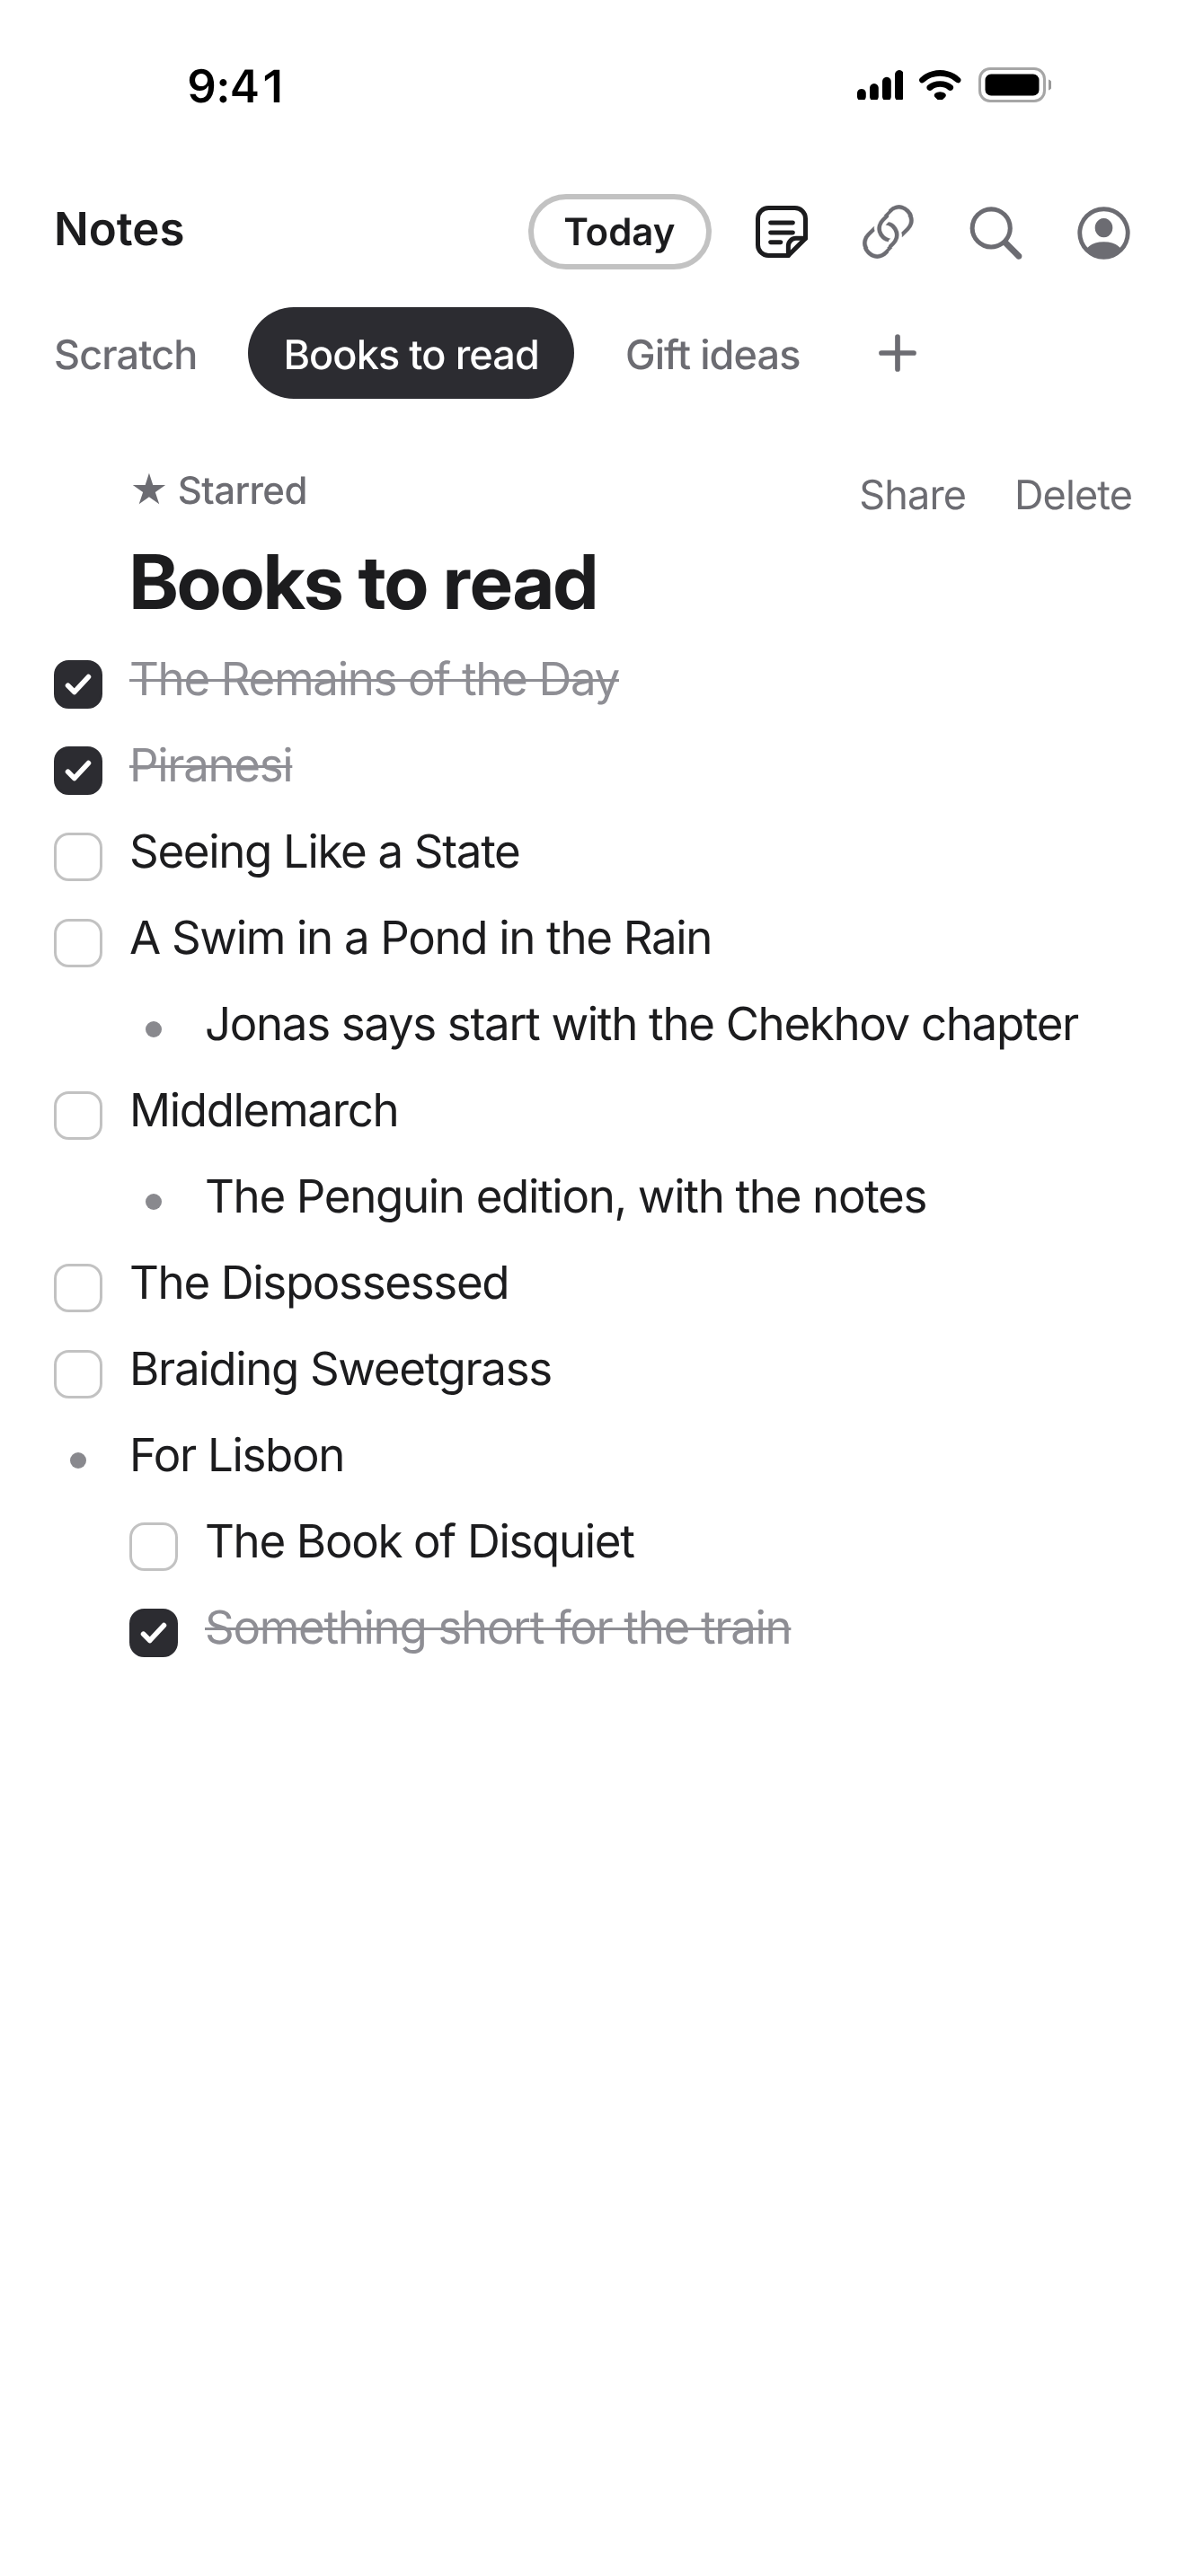 9:41
Notes Today
Scratch Books to read Gift ideas +
★ Starred Share Delete
Books to read
The Remains of the Day
Piranesi
Seeing Like a State
A Swim in a Pond in the Rain
• Jonas says start with the Chekhov chapter
Middlemarch
• The Penguin edition, with the notes
The Dispossessed
Braiding Sweetgrass
• For Lisbon
The Book of Disquiet
Something short for the train